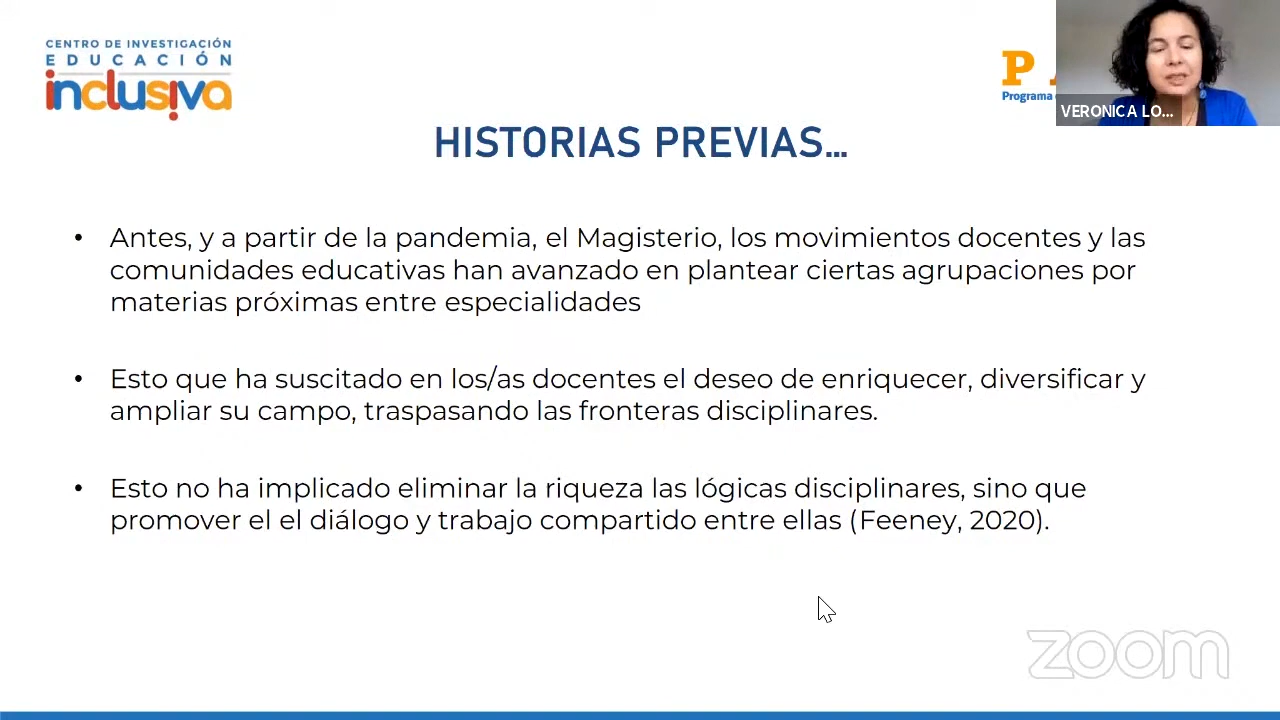 CENTRO DE INVESTIGACIÓN
EDUCACIÓN
inclusiva
P
Programa
VERONICA LO...
HISTORIAS PREVIAS...
• Antes, y a partir de la pandemia, el Magisterio, los movimientos docentes y las
comunidades educativas han avanzado en plantear ciertas agrupaciones por
materias próximas entre especialidades
• Esto que ha suscitado en los/as docentes el deseo de enriquecer, diversificar y
ampliar su campo, traspasando las fronteras disciplinares.
• Esto no ha implicado eliminar la riqueza las lógicas disciplinares, sino que
promover el el diálogo y trabajo compartido entre ellas (Feeney, 2020).
zoom